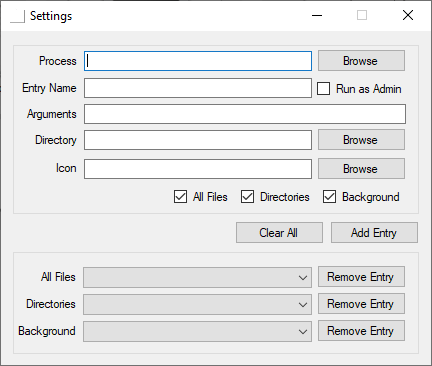 Settings
Process Browse
Entry Name Run as Admin
Arguments
Directory Browse
Icon Browse
All Files Directories Background
Clear All Add Entry
All Files Remove Entry
Directories Remove Entry
Background Remove Entry